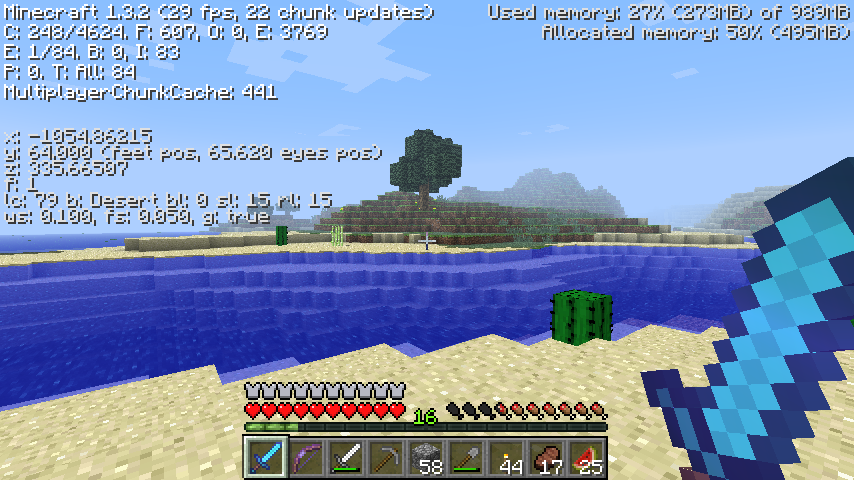 Minecraft 1.3.2 (29 fps, 22 chunk updates)
Used memory: 27% (273MB) of 989MB
C: 248/4624, F: 607, O: 0, E: 3769
Allocated memory: 50% (495MB)
E: 1/84, B: 0, I: 83
P: 0, T: All: 84
MultiplayerChunkCache: 441
x: -1054.86215
y: 64.000 (feet pos, 65.620 eyes pos)
z: 335.66507
f: 1
lc: 79 b: Desert bl: 0 sl: 15 rl: 15
ws: 0.100, fs: 0.050, g: true
16
58
44
17
25